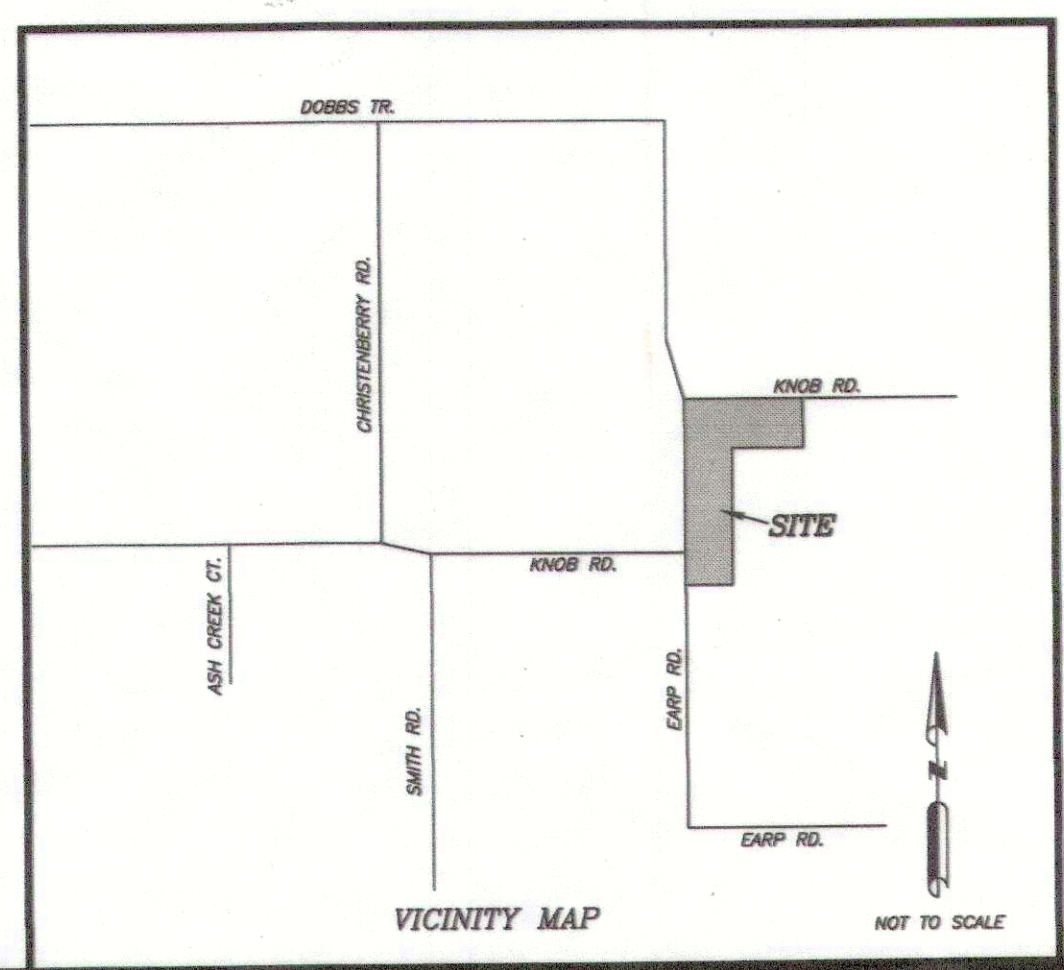 DOBBS TR.
CHRISTENBERRY RD.
KNOB RD.
SITE
KNOB RD.
ASH CREEK CT.
EARP RD.
SMITH RD.
N
EARP RD.
VICINITY MAP
NOT TO SCALE